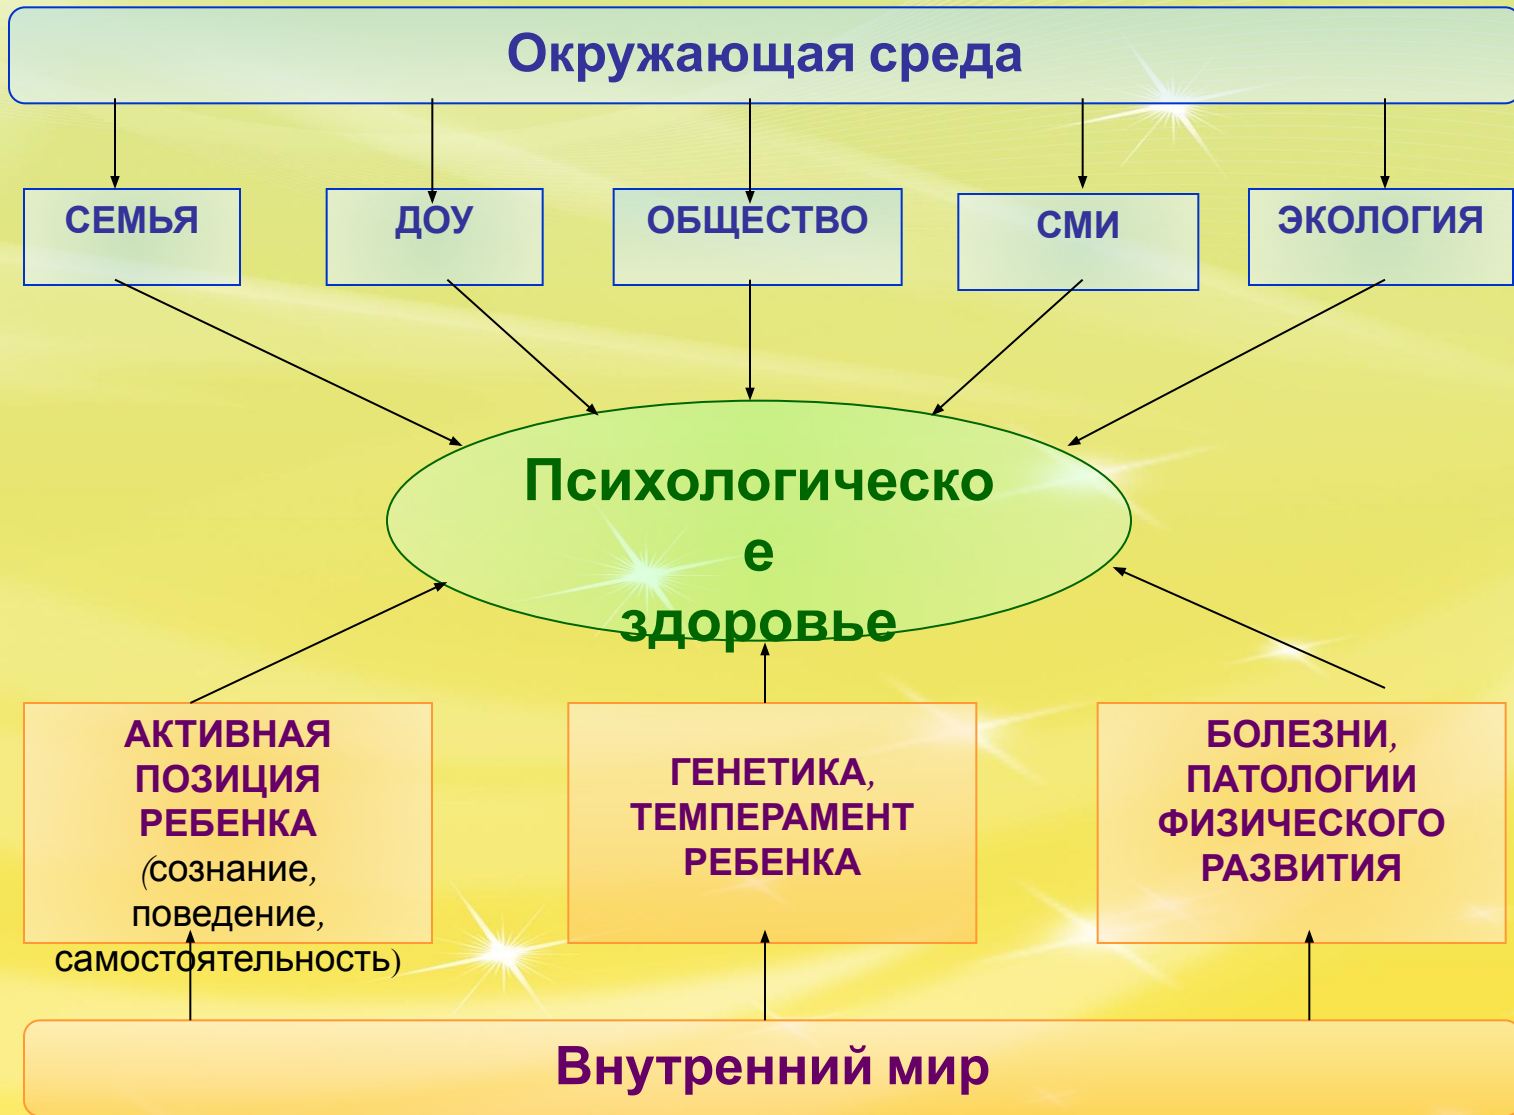 Окружающая среда
СЕМЬЯ
ДОУ
ОБЩЕСТВО
СМИ
ЭКОЛОГИЯ
Психологическо
е
здоровье
АКТИВНАЯ
ПОЗИЦИЯ
РЕБЕНКА
(сознание,
поведение,
самостоятельность)
ГЕНЕТИКА,
ТЕМПЕРАМЕНТ
РЕБЕНКА
БОЛЕЗНИ,
ПАТОЛОГИИ
ФИЗИЧЕСКОГО
РАЗВИТИЯ
Внутренний мир